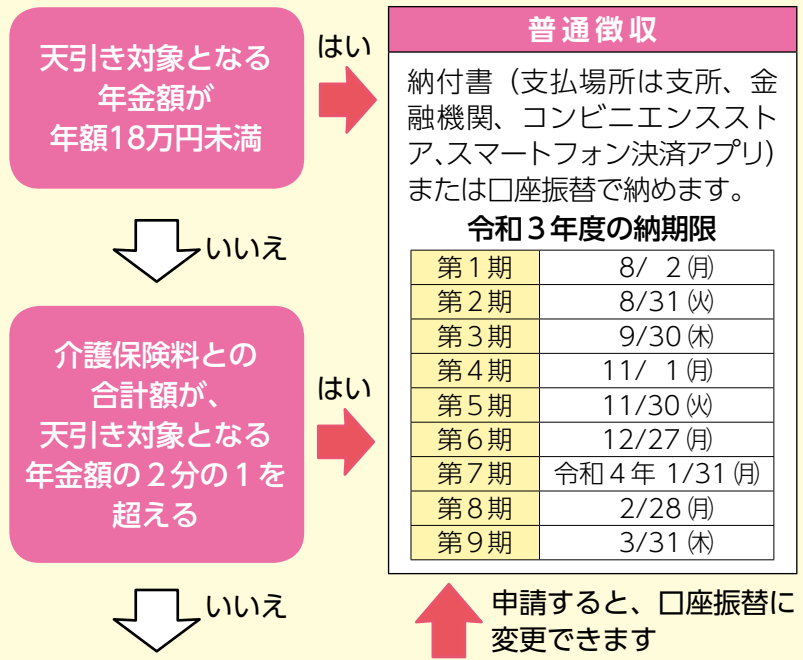 天引き対象となる
年金額が
年額18万円未満
はい
いいえ
介護保険料との
合計額が、
天引き対象となる
年金額の２分の１を
超える
はい
いいえ
普通徴収
納付書（支払場所は支所、金
融機関、コンビニエンススト
ア、スマートフォン決済アプリ）
または口座振替で納めます。
令和３年度の納期限
第１期 8/ 2㈪
第２期 8/31㈫
第３期 9/30㈭
第４期 11/ 1㈪
第５期 11/30㈫
第６期 12/27㈪
第７期 令和４年 1/31㈪
第８期 2/28㈪
第９期 3/31㈭
申請すると、口座振替に
変更できます